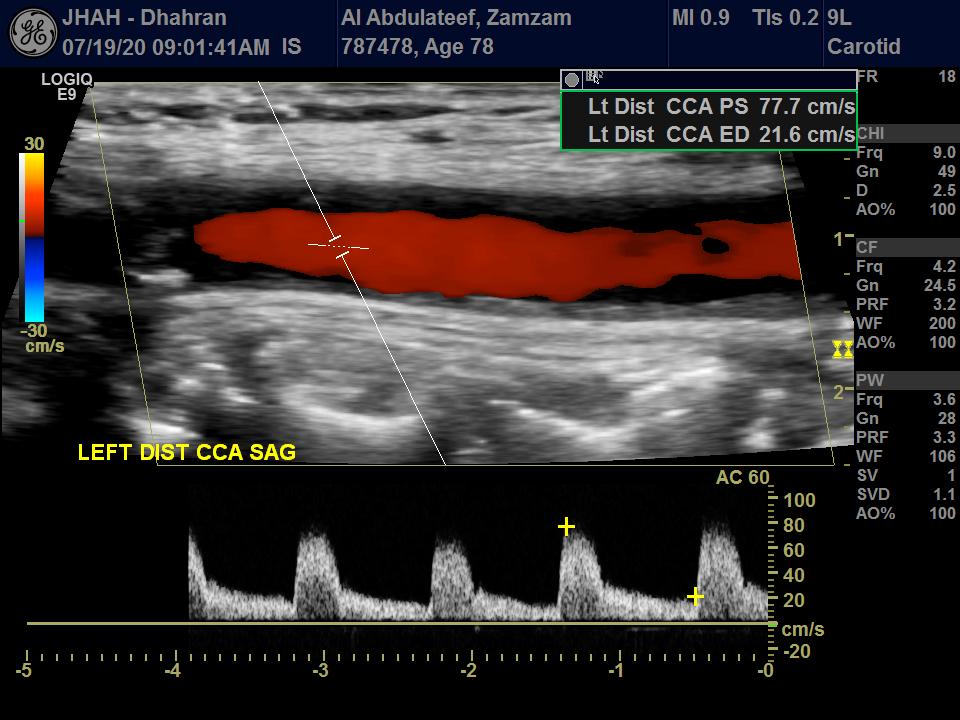 JHAH - Dhahran
07/19/20 09:01:41AM IS
Al Abdulateef, Zamzam
787478, Age 78
MI 0.9 TIs 0.2
9L
Carotid
LOGIQ
E9
Lt Dist CCA PS 77.7 cm/s
Lt Dist CCA ED 21.6 cm/s
FR 18
CHI
Frq 9.0
Gn 49
D 2.5
AO% 100
CF
Frq 4.2
Gn 24.5
PRF 3.2
WF 200
AO% 100
PW
Frq 3.6
Gn 28
PRF 3.3
WF 106
SV 1
SVD 1.1
AO% 100
30
-30
cm/s
1
2
LEFT DIST CCA SAG
AC 60
100
80
60
40
20
cm/s
-20
-5 -4 -3 -2 -1 -0